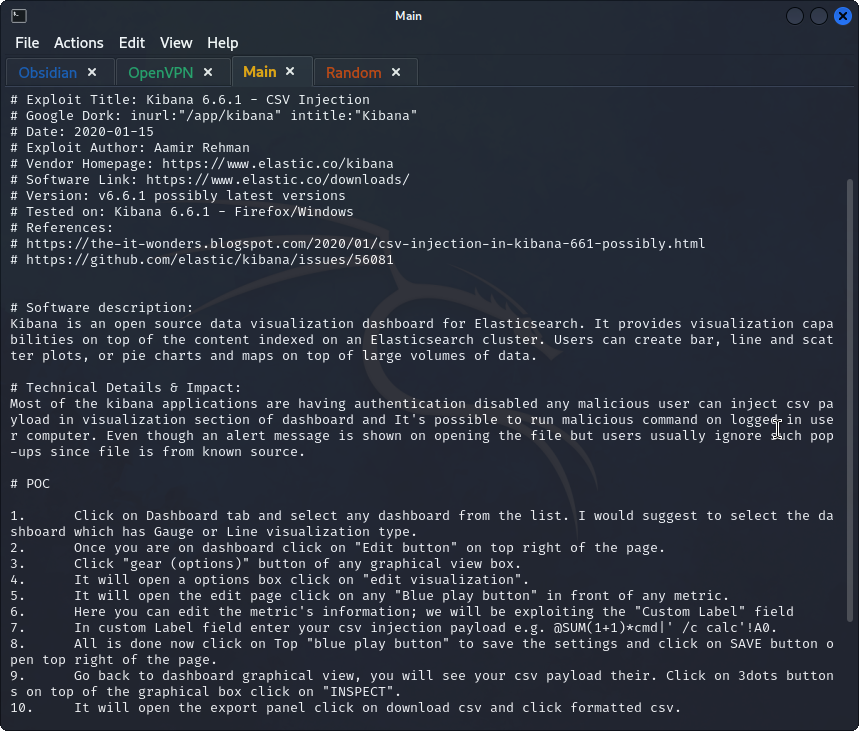 Main
File Actions Edit View Help
Obsidian × OpenVPN × Main × Random ×
# Exploit Title: Kibana 6.6.1 - CSV Injection
# Google Dork: inurl:"/app/kibana" intitle:"Kibana"
# Date: 2020-01-15
# Exploit Author: Aamir Rehman
# Vendor Homepage: https://www.elastic.co/kibana
# Software Link: https://www.elastic.co/downloads/
# Version: v6.6.1 possibly latest versions
# Tested on: Kibana 6.6.1 - Firefox/Windows
# References:
# https://the-it-wonders.blogspot.com/2020/01/csv-injection-in-kibana-661-possibly.html
# https://github.com/elastic/kibana/issues/56081
# Software description:
Kibana is an open source data visualization dashboard for Elasticsearch. It provides visualization capa
bilities on top of the content indexed on an Elasticsearch cluster. Users can create bar, line and scat
ter plots, or pie charts and maps on top of large volumes of data.
# Technical Details & Impact:
Most of the kibana applications are having authentication disabled any malicious user can inject csv pa
yload in visualization section of dashboard and It's possible to run malicious command on logged in use
r computer. Even though an alert message is shown on opening the file but users usually ignore such pop
-ups since file is from known source.
# POC
1. Click on Dashboard tab and select any dashboard from the list. I would suggest to select the da
shboard which has Gauge or Line visualization type.
2. Once you are on dashboard click on "Edit button" on top right of the page.
3. Click "gear (options)" button of any graphical view box.
4. It will open a options box click on "edit visualization".
5. It will open the edit page click on any "Blue play button" in front of any metric.
6. Here you can edit the metric's information; we will be exploiting the "Custom Label" field
7. In custom Label field enter your csv injection payload e.g. @SUM(1+1)*cmd|' /c calc'!A0.
8. All is done now click on Top "blue play button" to save the settings and click on SAVE button o
pen top right of the page.
9. Go back to dashboard graphical view, you will see your csv payload their. Click on 3dots button
s on top of the graphical box click on "INSPECT".
10. It will open the export panel click on download csv and click formatted csv.